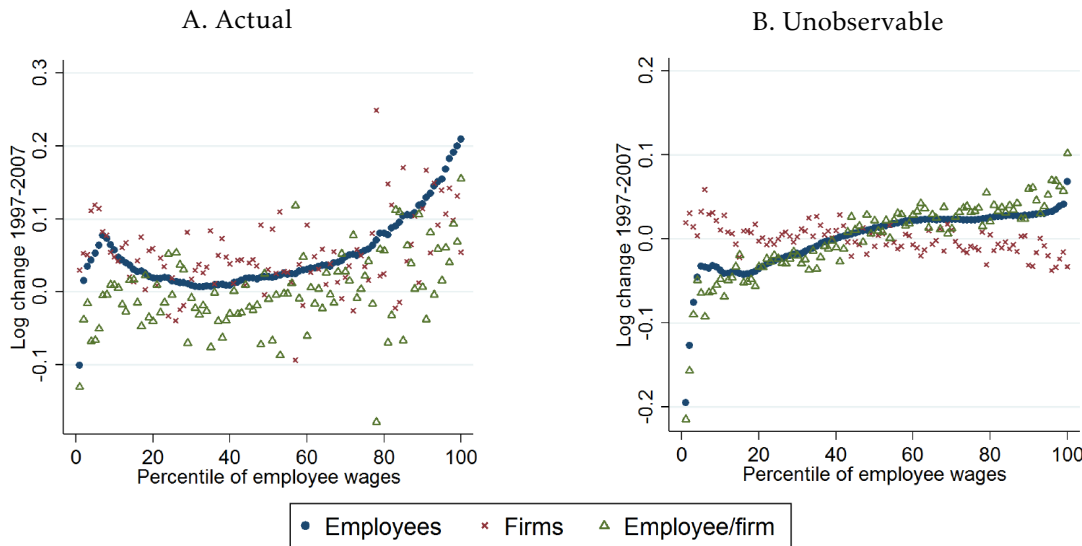 A. Actual
B. Unobservable
Log change 1997-2007
0.3
0.2
0.1
0.0
-0.1
0 20 40 60 80 100
Percentile of employee wages
Log change 1997-2007
0.2
0.1
0.0
-0.1
-0.2
0 20 40 60 80 100
Percentile of employee wages
Employees Firms Employee/firm